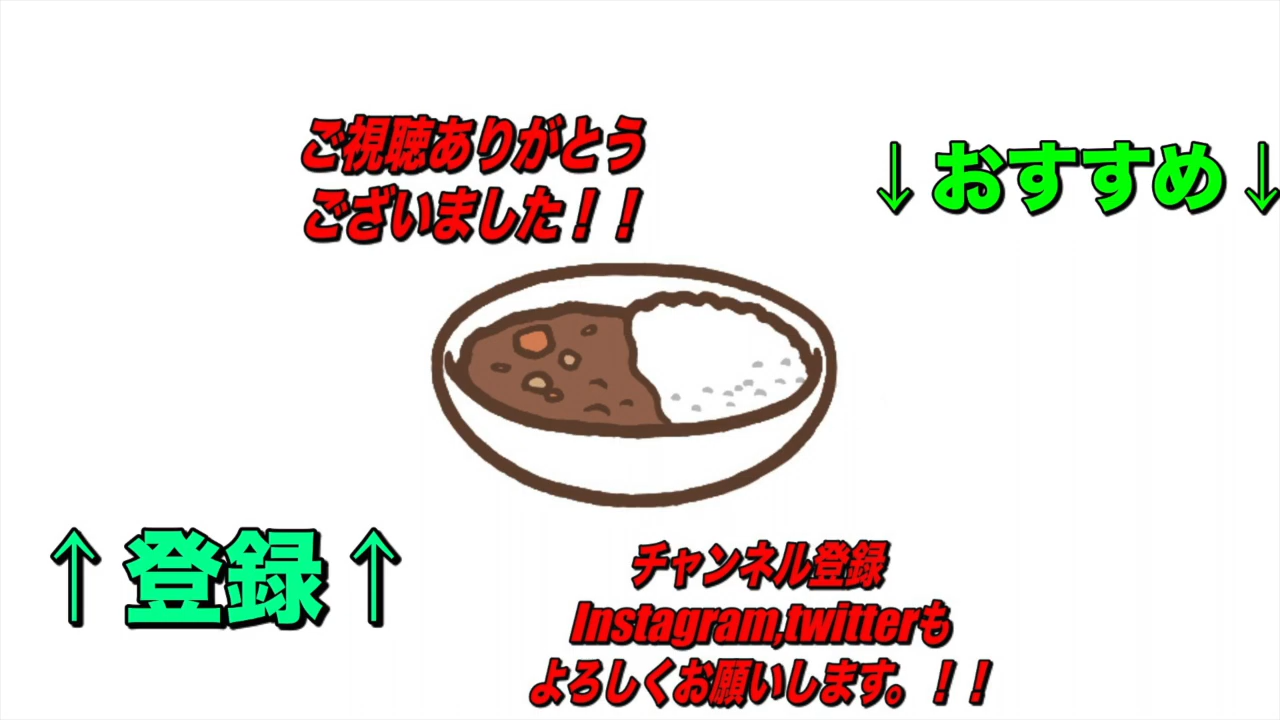 ご視聴ありがとう
ございました！！
↓おすすめ↓
↑登録↑
チャンネル登録
Instagram,twitterも
よろしくお願いします。！！